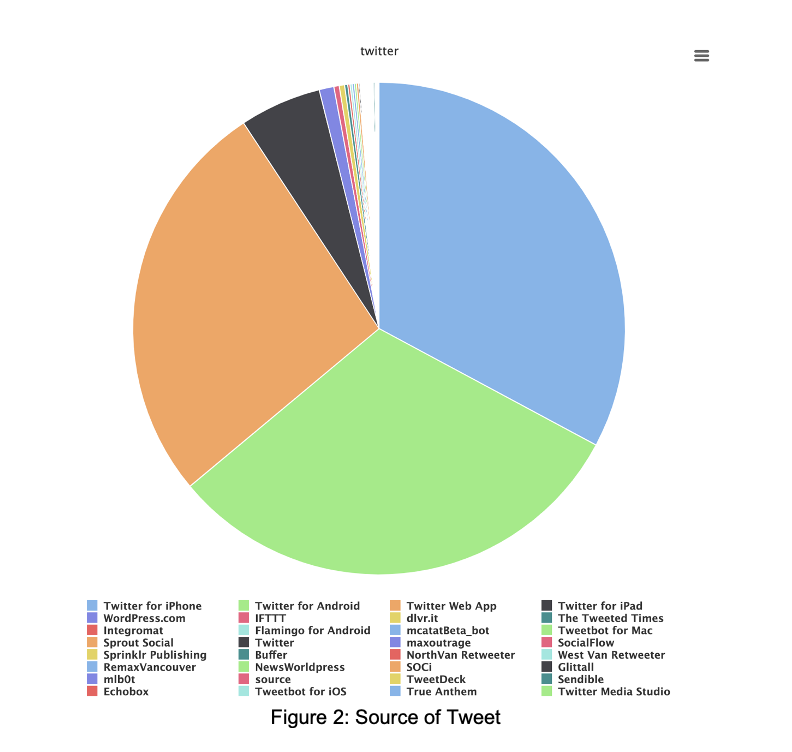 twitter
Twitter for iPhone Twitter for Android Twitter Web App Twitter for iPad
WordPress.com IFTTT dlvr.it The Tweeted Times
Integromat Flamingo for Android mcatatBeta_bot Tweetbot for Mac
Sprout Social Twitter maxoutrage SocialFlow
Sprinklr Publishing Buffer NorthVan Retweeter West Van Retweeter
RemaxVancouver NewsWorldpress SOCi Glittall
mlb0t source TweetDeck Sendible
Echobox Tweetbot for iOS True Anthem Twitter Media Studio
Figure 2: Source of Tweet